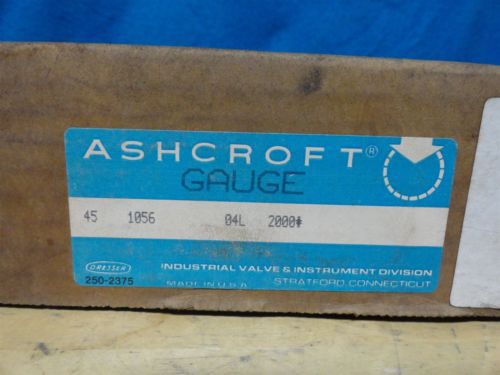 ASHCROFT®
GAUGE
45 1056 04L 2000#
DRESSER
INDUSTRIAL VALVE & INSTRUMENT DIVISION
250-2375
MADE IN U.S.A.
STRATFORD, CONNECTICUT